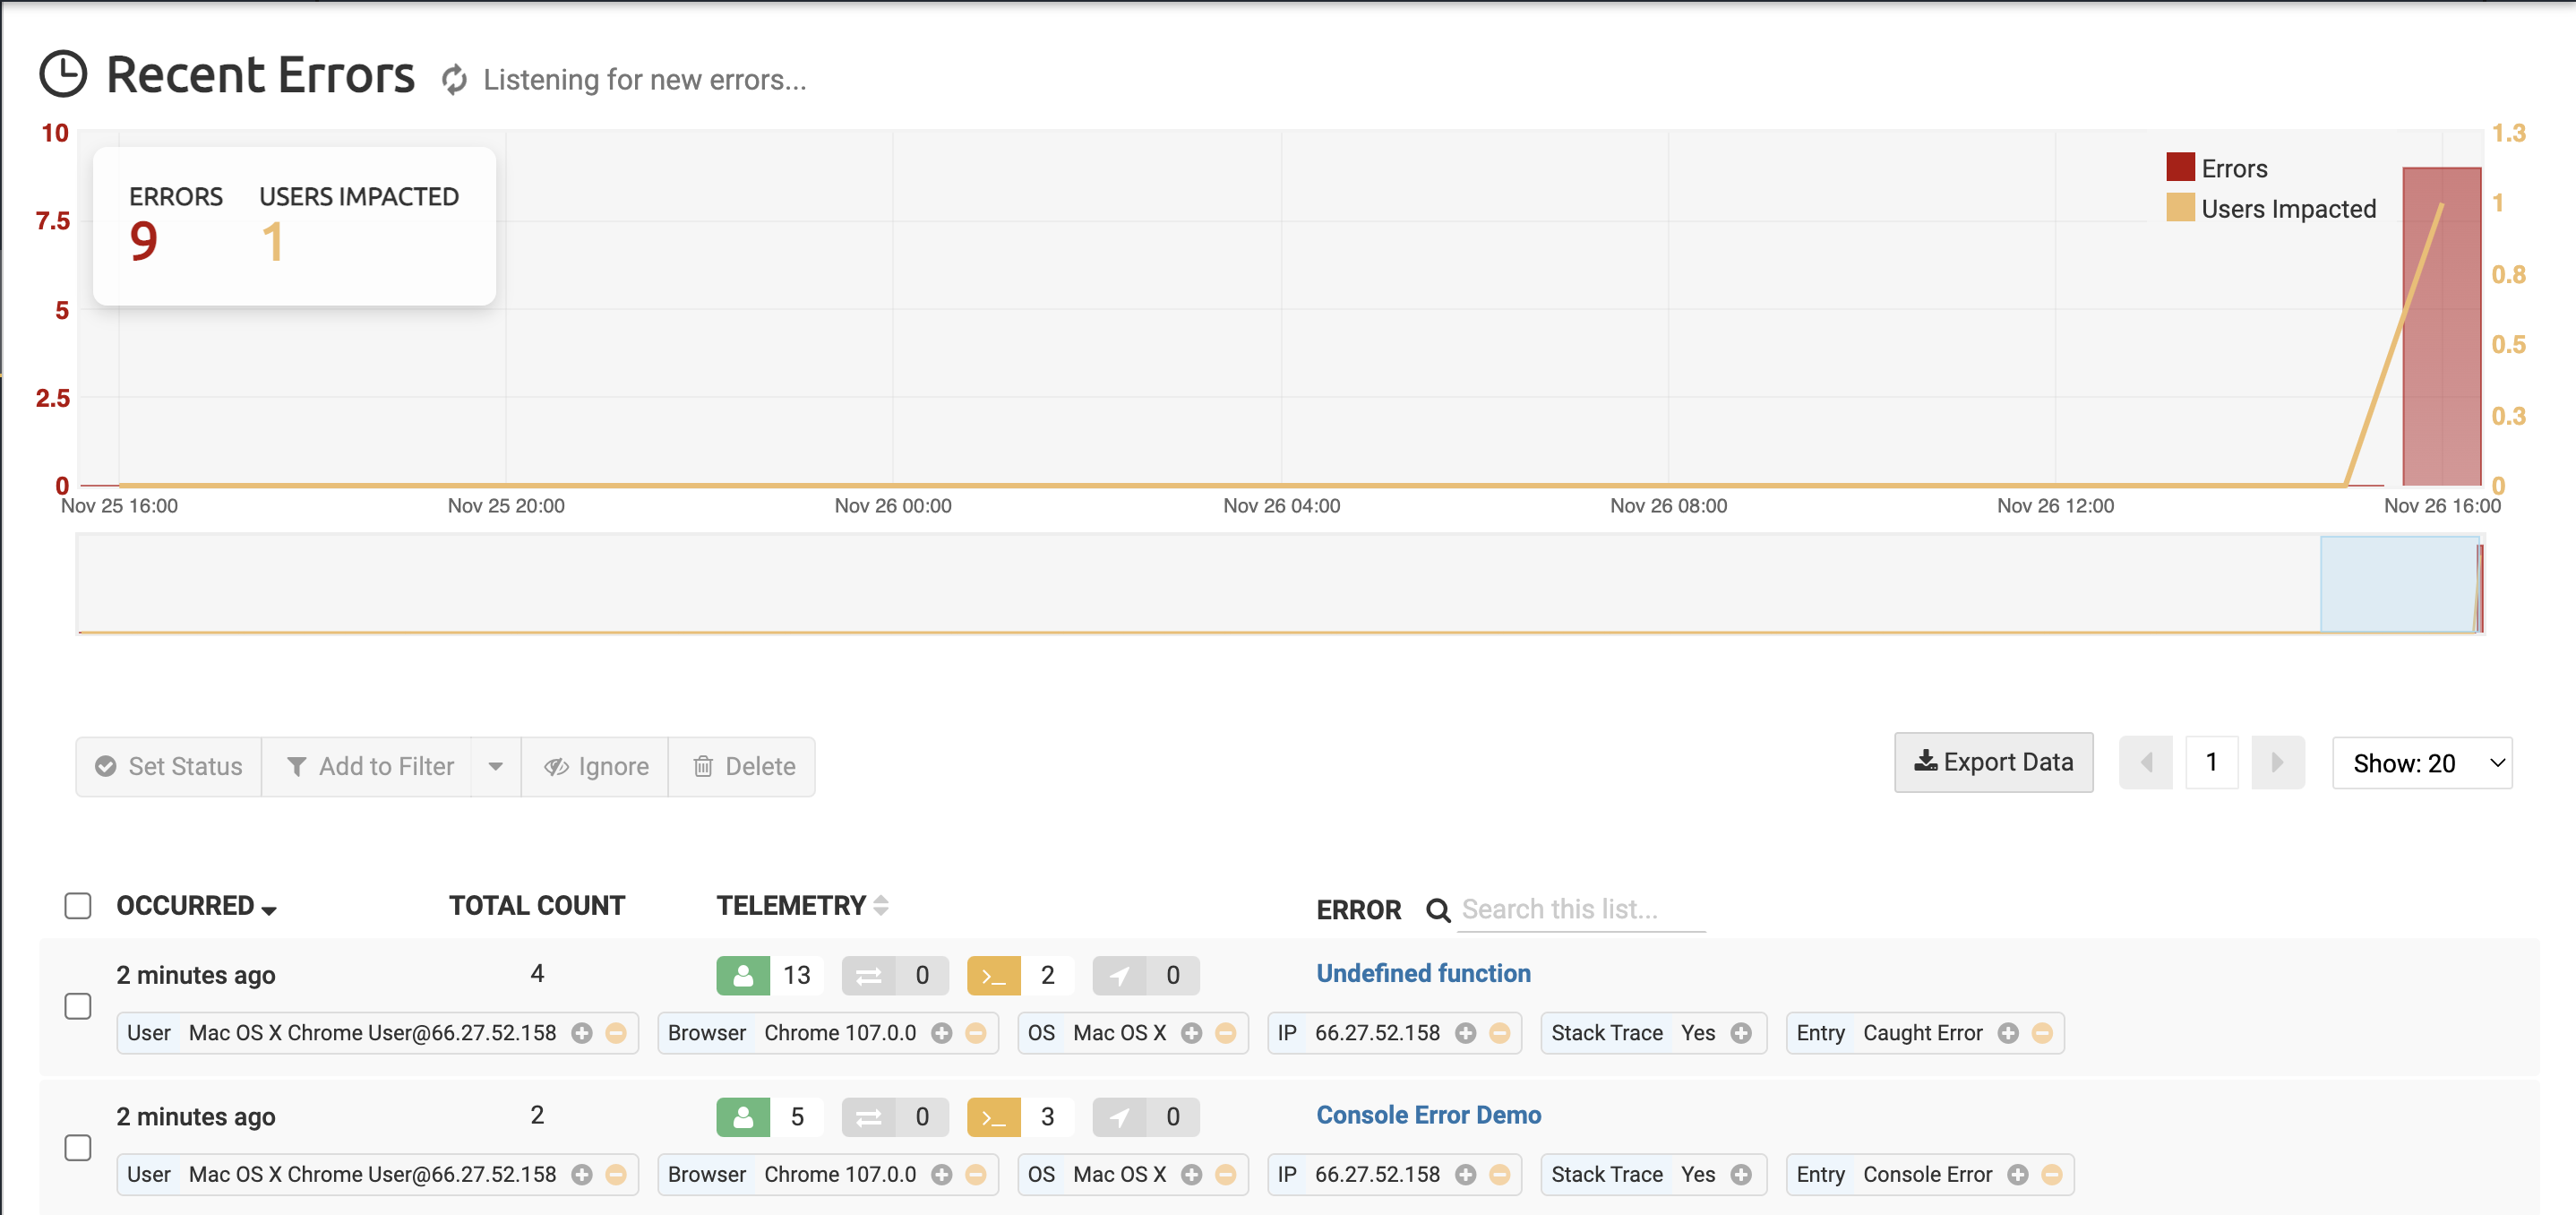 Recent Errors Listening for new errors...
10 1.3
ERRORS USERS IMPACTED
9 1
Errors
Users Impacted
7.5 1
0.8
5
0.5
2.5 0.3
0 0
Nov 25 16:00 Nov 25 20:00 Nov 26 00:00 Nov 26 04:00 Nov 26 08:00 Nov 26 12:00 Nov 26 16:00
Set Status Add to Filter Ignore Delete Export Data 1 Show: 20
OCCURRED TOTAL COUNT TELEMETRY ERROR Search this list...
2 minutes ago 4 13 0 2 0 Undefined function
User Mac OS X Chrome User@66.27.52.158 Browser Chrome 107.0.0 OS Mac OS X IP 66.27.52.158 Stack Trace Yes Entry Caught Error
2 minutes ago 2 5 0 3 0 Console Error Demo
User Mac OS X Chrome User@66.27.52.158 Browser Chrome 107.0.0 OS Mac OS X IP 66.27.52.158 Stack Trace Yes Entry Console Error